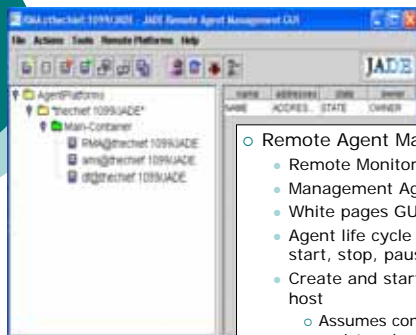 RMA@thechief:1099/JADE - JADE Remote Agent Management GUI
File Actions Tools Remote Platforms Help
JADE
AgentPlatforms
"thechief:1099/JADE"
Main-Container
RMA@thechief:1099/JADE
ams@thechief:1099/JADE
df@thechief:1099/JADE
name addresses state owner
NAME ADDRES... STATE OWNER
Remote Agent Ma
Remote Monitor
Management Ag
White pages GU
Agent life cycle
start, stop, paus
Create and star
host
Assumes con